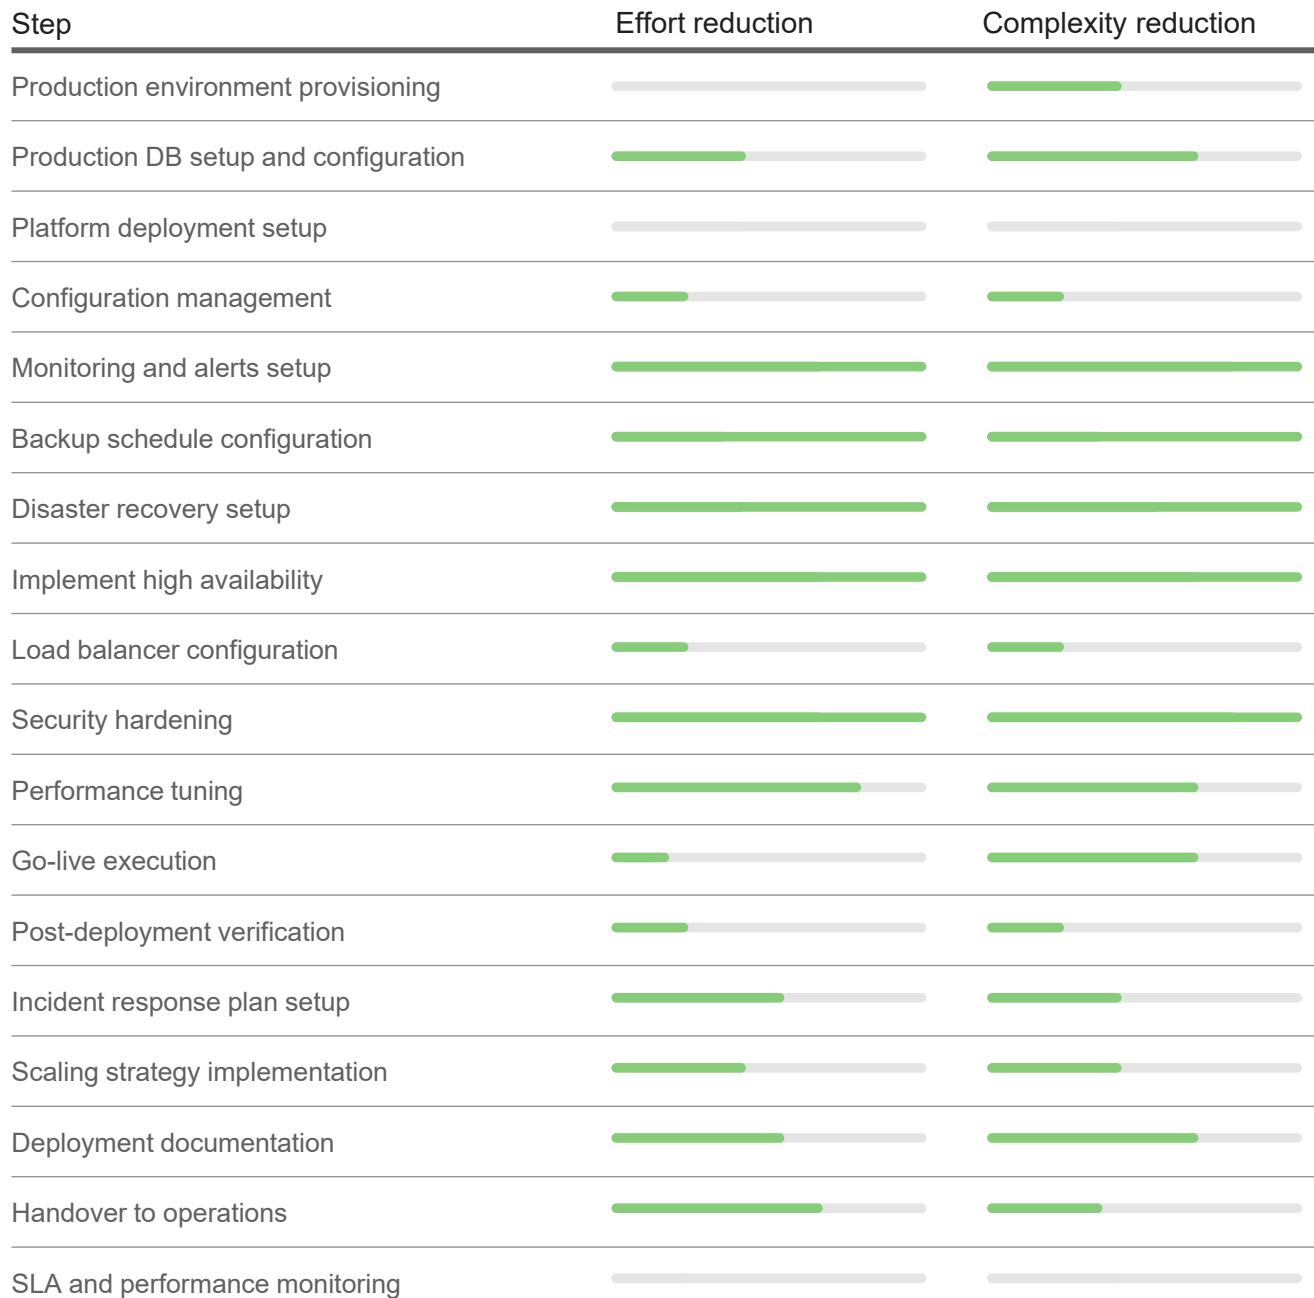 Step Effort reduction Complexity reduction
Production environment provisioning
Production DB setup and configuration
Platform deployment setup
Configuration management
Monitoring and alerts setup
Backup schedule configuration
Disaster recovery setup
Implement high availability
Load balancer configuration
Security hardening
Performance tuning
Go-live execution
Post-deployment verification
Incident response plan setup
Scaling strategy implementation
Deployment documentation
Handover to operations
SLA and performance monitoring